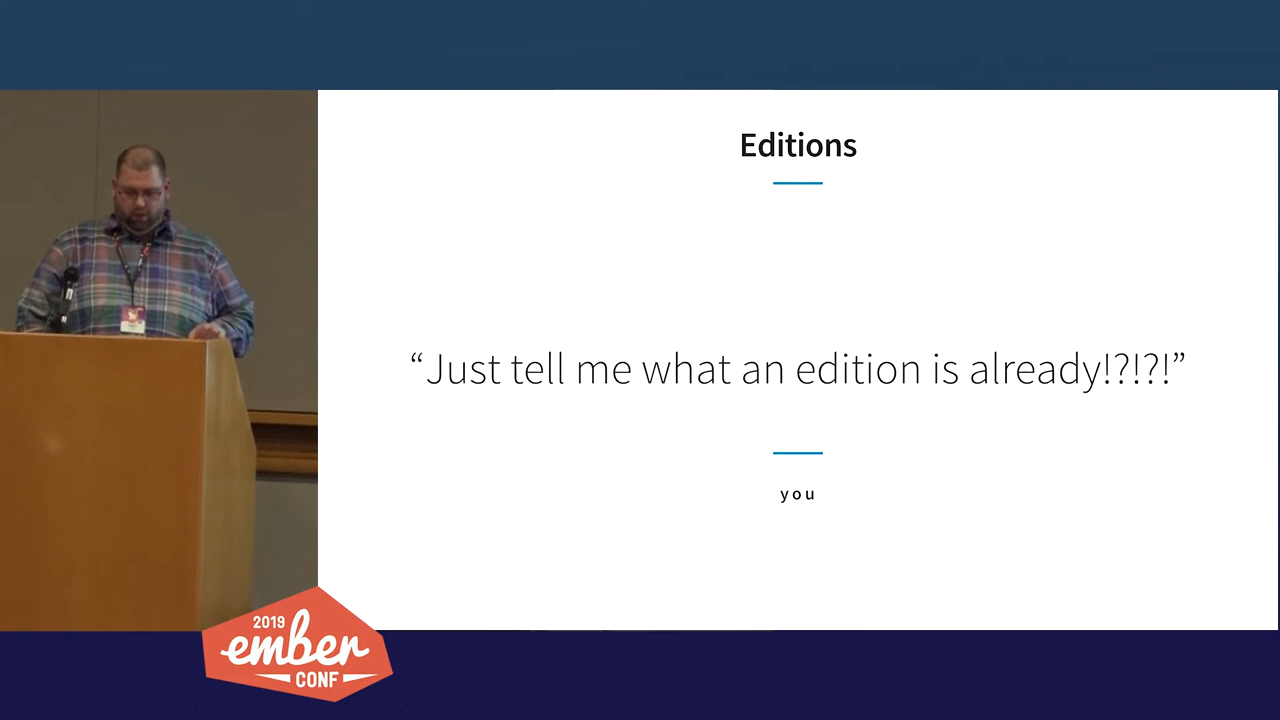 Editions
“Just tell me what an edition is already!?!?!”
you
2019
ember
CONF